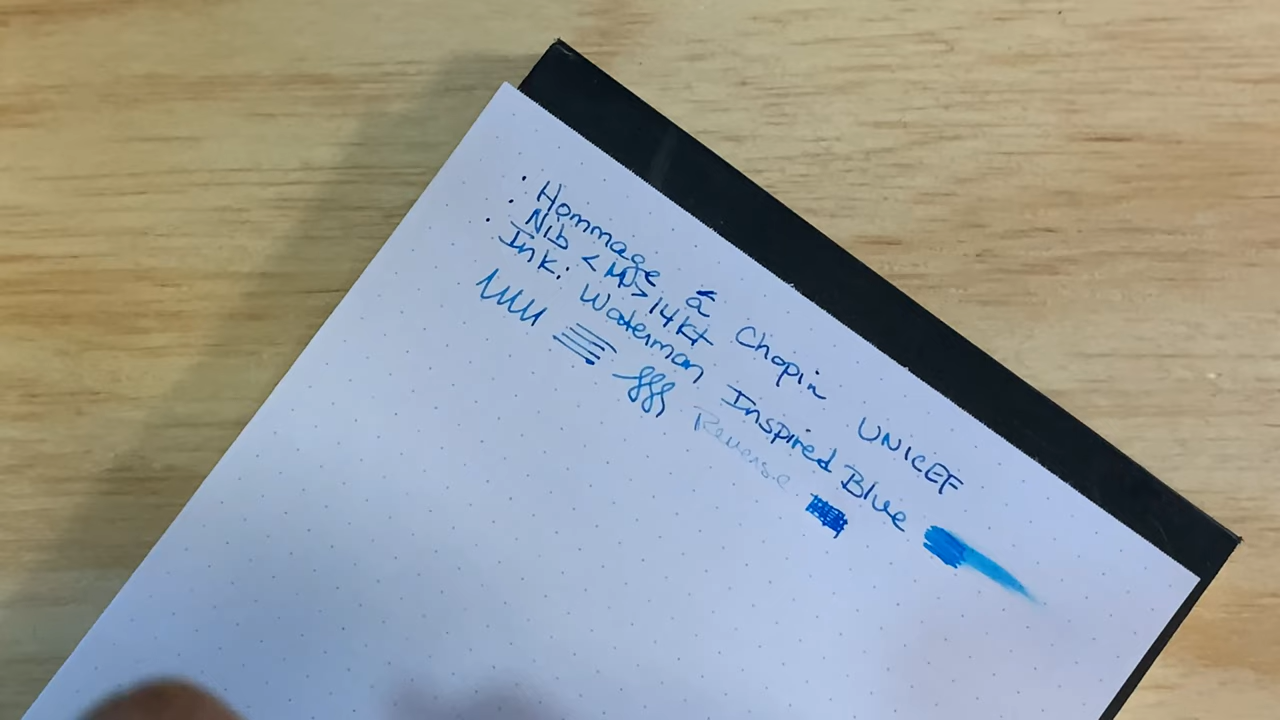 · Hommage à Chopin UNICEF
· Nib <M> 14kt
· Ink: Waterman Inspired Blue
Reverse